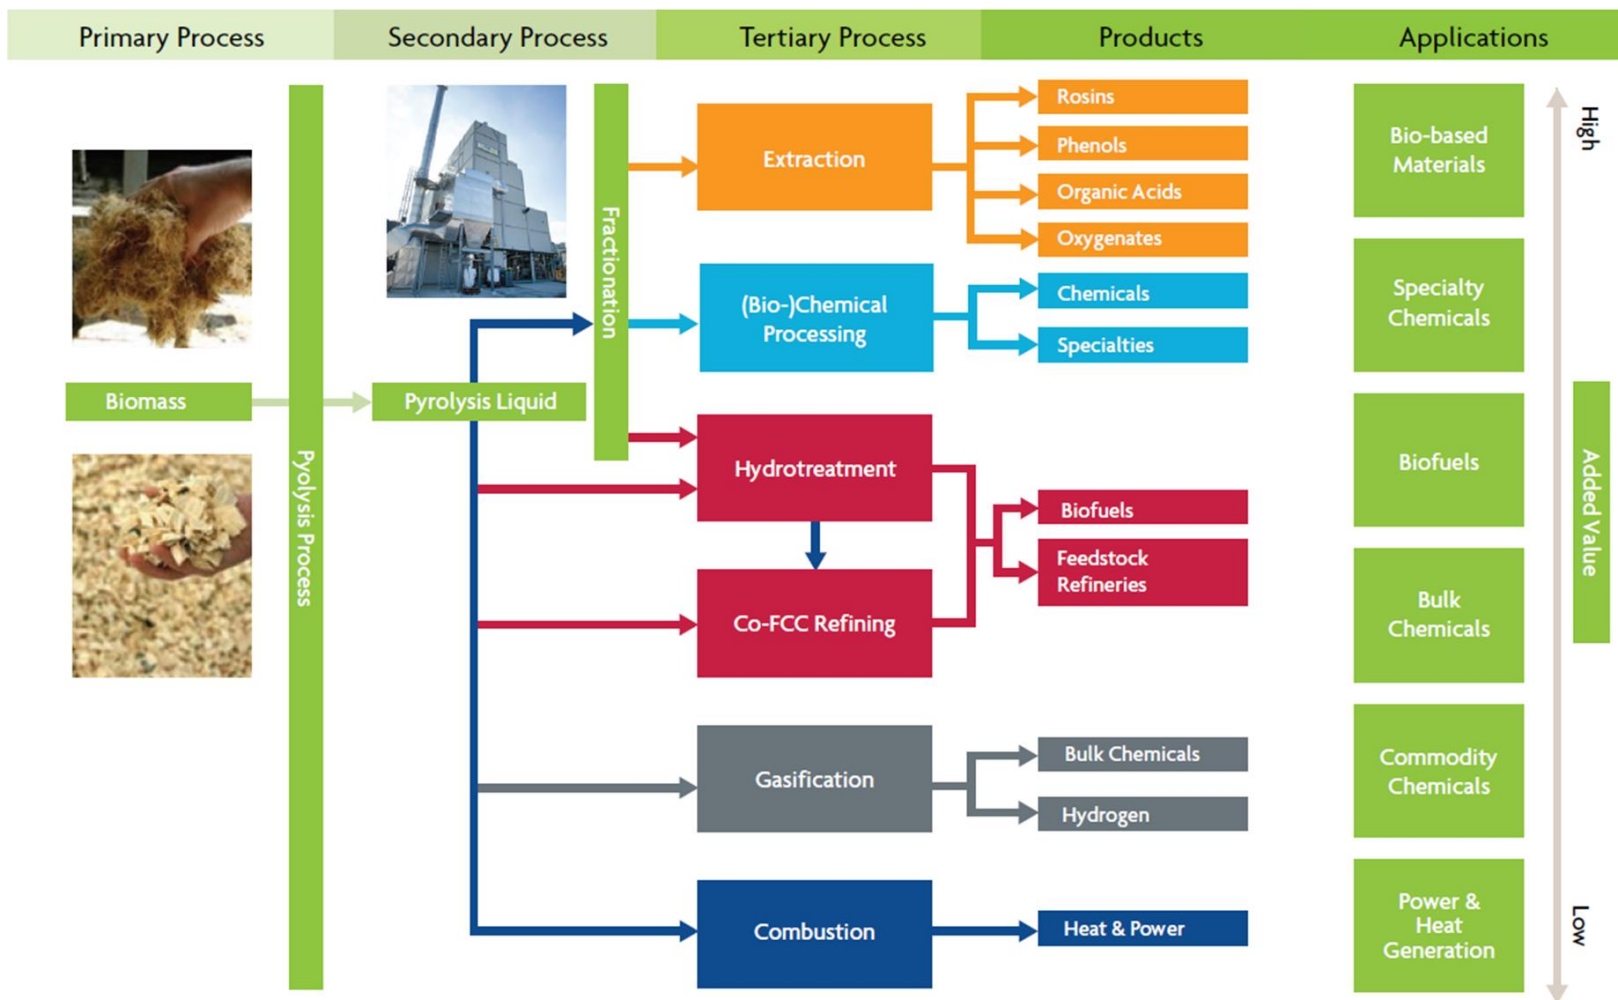 Primary Process
Secondary Process
Tertiary Process
Products
Applications
Biomass
Pyolysis Process
Pyrolysis Liquid
Fractionation
Extraction
(Bio-)Chemical
Processing
Hydrotreatment
Co-FCC Refining
Gasification
Combustion
Rosins
Phenols
Organic Acids
Oxygenates
Chemicals
Specialties
Biofuels
Feedstock
Refineries
Bulk Chemicals
Hydrogen
Heat & Power
Bio-based
Materials
Specialty
Chemicals
Biofuels
Bulk
Chemicals
Commodity
Chemicals
Power &
Heat
Generation
High
Added Value
Low